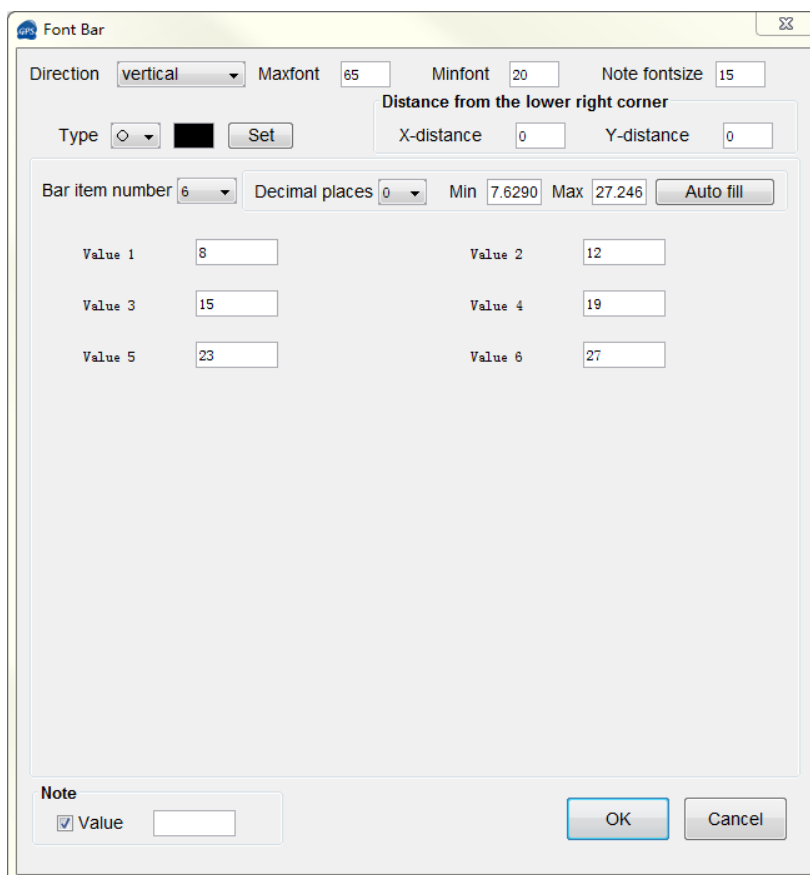 GPS Font Bar
Direction vertical Maxfont 65 Minfont 20 Note fontsize 15
Distance from the lower right corner
Type Set X-distance 0 Y-distance 0
Bar item number 6 Decimal places 0 Min 7.6290 Max 27.246 Auto fill
Value 1 8 Value 2 12
Value 3 15 Value 4 19
Value 5 23 Value 6 27
Note
Value
OK Cancel